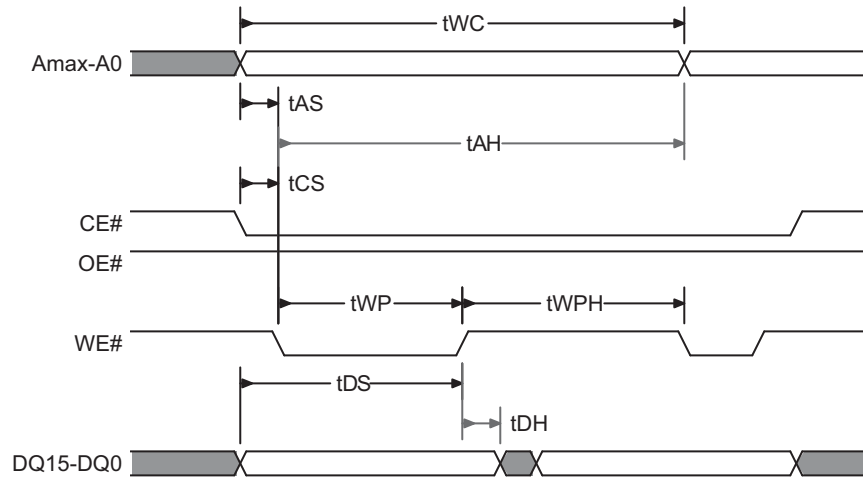 tWC
Amax-A0
tAS
tAH
tCS
CE#
OE#
tWP
tWPH
WE#
tDS
tDH
DQ15-DQ0